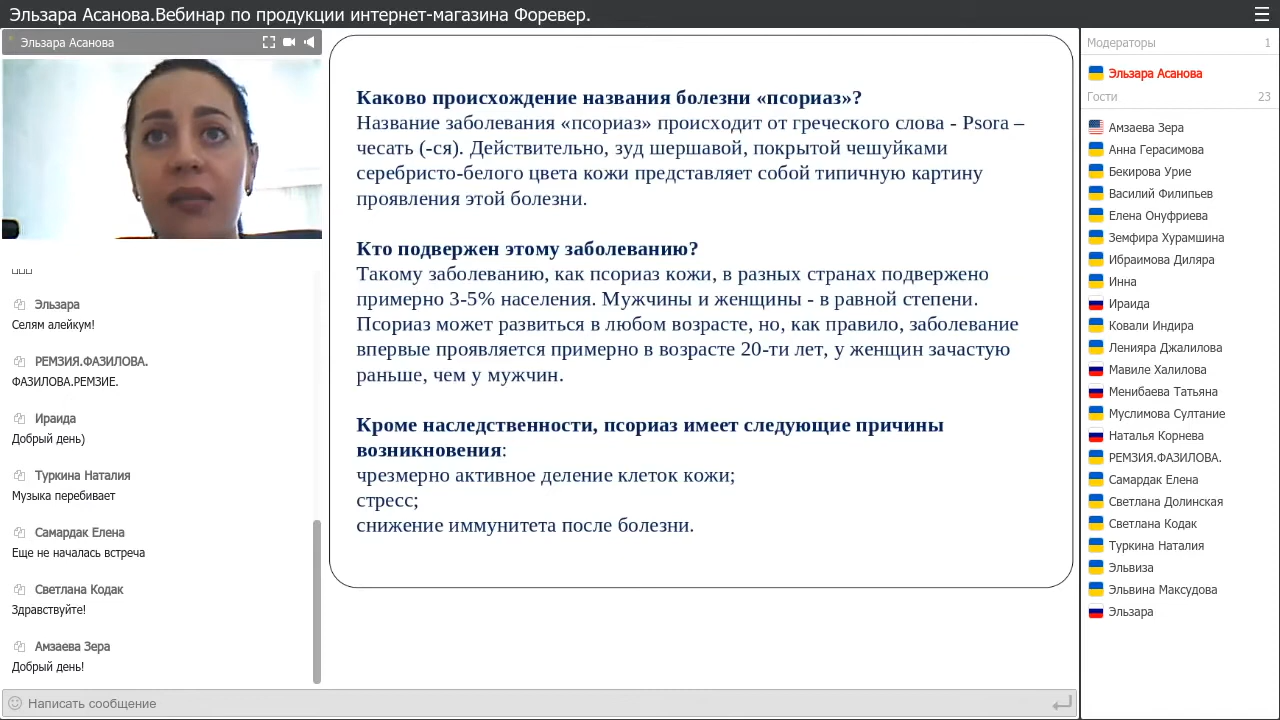 Эльзара Асанова.Вебинар по продукции интернет-магазина Форевер.
Эльзара Асанова
Эльзара
Селям алейкум!
РЕМЗИЯ.ФАЗИЛОВА.
ФАЗИЛОВА.РЕМЗИЕ.
Ираида
Добрый день)
Туркина Наталия
Музыка перебивает
Самардак Елена
Еще не началась встреча
Светлана Кодак
Здравствуйте!
Амзаева Зера
Добрый день!
Написать сообщение
Каково происхождение названия болезни «псориаз»?
Название заболевания «псориаз» происходит от греческого слова - Psora –
чесать (-ся). Действительно, зуд шершавой, покрытой чешуйками
серебристо-белого цвета кожи представляет собой типичную картину
проявления этой болезни.
Кто подвержен этому заболеванию?
Такому заболеванию, как псориаз кожи, в разных странах подвержено
примерно 3-5% населения. Мужчины и женщины - в равной степени.
Псориаз может развиться в любом возрасте, но, как правило, заболевание
впервые проявляется примерно в возрасте 20-ти лет, у женщин зачастую
раньше, чем у мужчин.
Кроме наследственности, псориаз имеет следующие причины
возникновения:
чрезмерно активное деление клеток кожи;
стресс;
снижение иммунитета после болезни.
Модераторы 1
Эльзара Асанова
Гости 23
Амзаева Зера
Анна Герасимова
Бекирова Урие
Василий Филипьев
Елена Онуфриева
Земфира Хурамшина
Ибраимова Диляра
Инна
Ираида
Ковали Индира
Ленияра Джалилова
Мавиле Халилова
Менибаева Татьяна
Муслимова Султание
Наталья Корнева
РЕМЗИЯ.ФАЗИЛОВА.
Самардак Елена
Светлана Долинская
Светлана Кодак
Туркина Наталия
Эльвиза
Эльвина Максудова
Эльзара